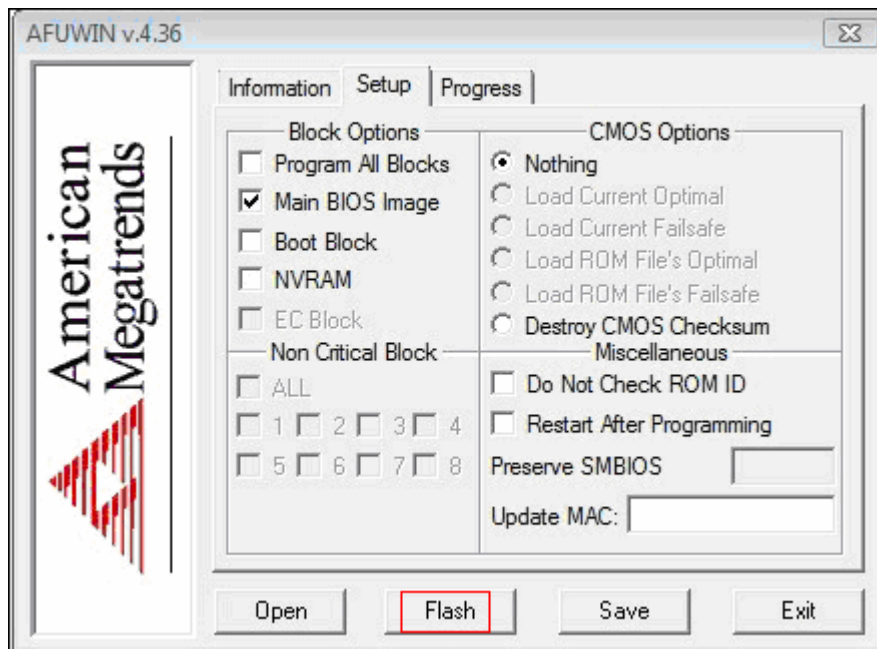 AFUWIN v.4.36
American
Megatrends
Information
Setup
Progress
Block Options
Program All Blocks
Main BIOS Image
Boot Block
NVRAM
EC Block
Non Critical Block
ALL
1 2 3 4
5 6 7 8
CMOS Options
Nothing
Load Current Optimal
Load Current Failsafe
Load ROM File's Optimal
Load ROM File's Failsafe
Destroy CMOS Checksum
Miscellaneous
Do Not Check ROM ID
Restart After Programming
Preserve SMBIOS
Update MAC:
Open
Flash
Save
Exit